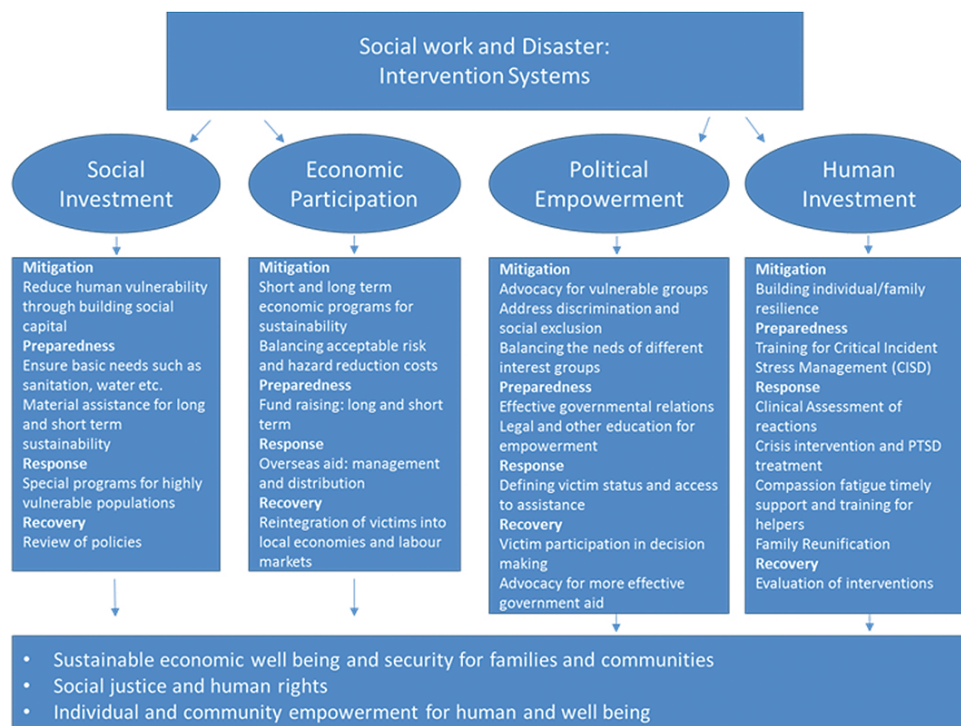 Social work and Disaster:
Intervention Systems
Social
Investment
Economic
Participation
Political
Empowerment
Human
Investment
Mitigation
Reduce human vulnerability
through building social
capital
Preparedness
Ensure basic needs such as
sanitation, water etc.
Material assistance for long
and short term
sustainability
Response
Special programs for highly
vulnerable populations
Recovery
Review of policies
Mitigation
Short and long term
economic programs for
sustainability
Balancing acceptable risk
and hazard reduction costs
Preparedness
Fund raising: long and short
term
Response
Overseas aid: management
and distribution
Recovery
Reintegration of victims into
local economies and labour
markets
Mitigation
Advocacy for vulnerable groups
Address discrimination and
social exclusion
Balancing the neds of different
interest groups
Preparedness
Effective governmental relations
Legal and other education for
empowerment
Response
Defining victim status and access
to assistance
Recovery
Victim participation in decision
making
Advocacy for more effective
government aid
Mitigation
Building individual/family
resilience
Preparedness
Training for Critical Incident
Stress Management (CISD)
Response
Clinical Assessment of
reactions
Crisis intervention and PTSD
treatment
Compassion fatigue timely
support and training for
helpers
Family Reunification
Recovery
Evaluation of interventions
• Sustainable economic well being and security for families and communities
• Social justice and human rights
• Individual and community empowerment for human and well being